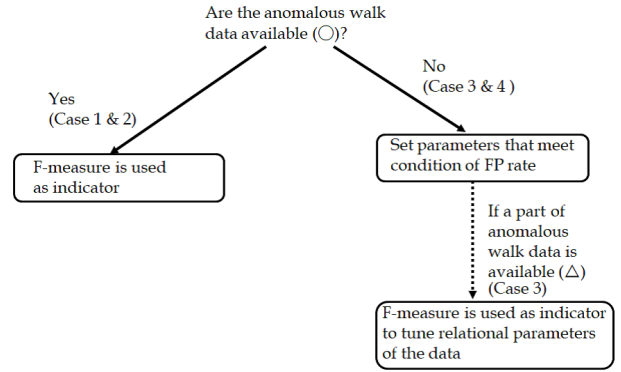 Are the anomalous walk
data available (○)?
Yes
(Case 1 & 2)
No
(Case 3 & 4 )
F-measure is used
as indicator
Set parameters that meet
condition of FP rate
If a part of
anomalous
walk data is
available (△)
(Case 3)
F-measure is used as indicator
to tune relational parameters
of the data